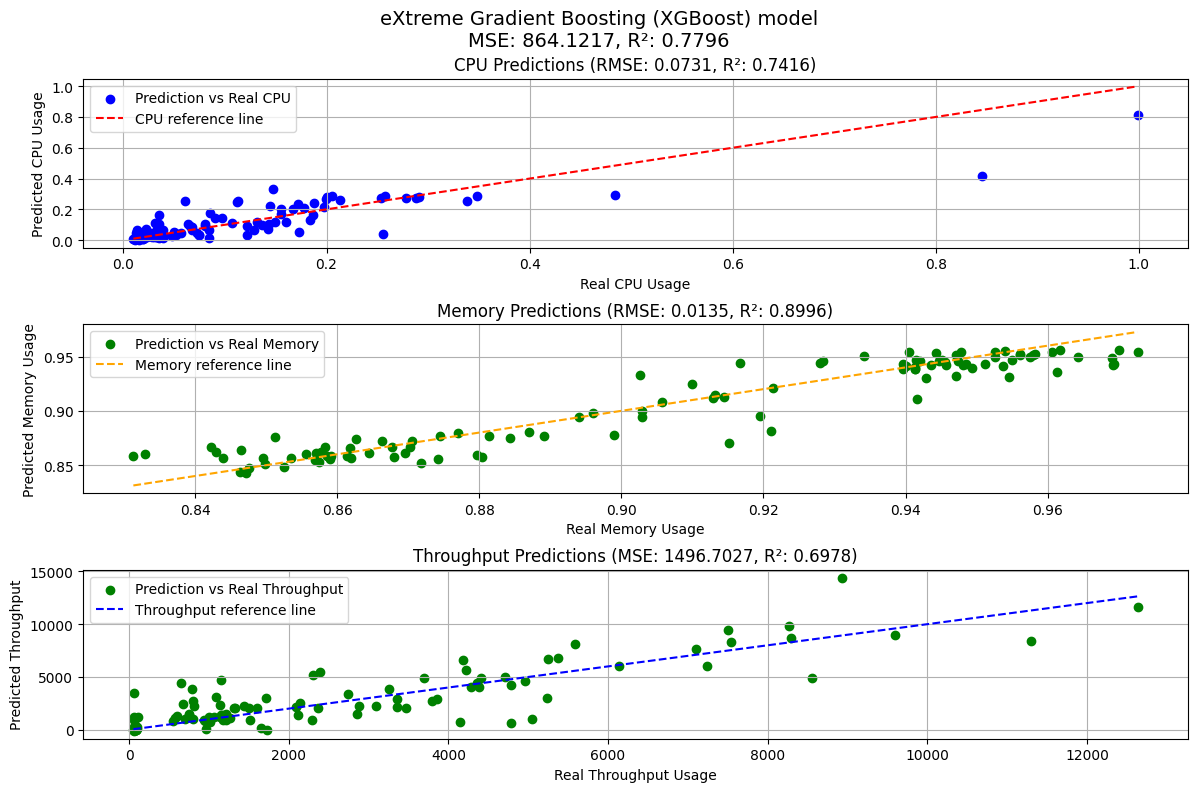 eXtreme Gradient Boosting (XGBoost) model
MSE: 864.1217, R²: 0.7796
CPU Predictions (RMSE: 0.0731, R²: 0.7416)
Predicted CPU Usage
1.0
0.8
0.6
0.4
0.2
0.0
Prediction vs Real CPU
CPU reference line
0.0 0.2 0.4 0.6 0.8 1.0
Real CPU Usage
Memory Predictions (RMSE: 0.0135, R²: 0.8996)
Predicted Memory Usage
0.95
0.90
0.85
Prediction vs Real Memory
Memory reference line
0.84 0.86 0.88 0.90 0.92 0.94 0.96
Real Memory Usage
Throughput Predictions (MSE: 1496.7027, R²: 0.6978)
Predicted Throughput
15000
10000
5000
0
Prediction vs Real Throughput
Throughput reference line
0 2000 4000 6000 8000 10000 12000
Real Throughput Usage